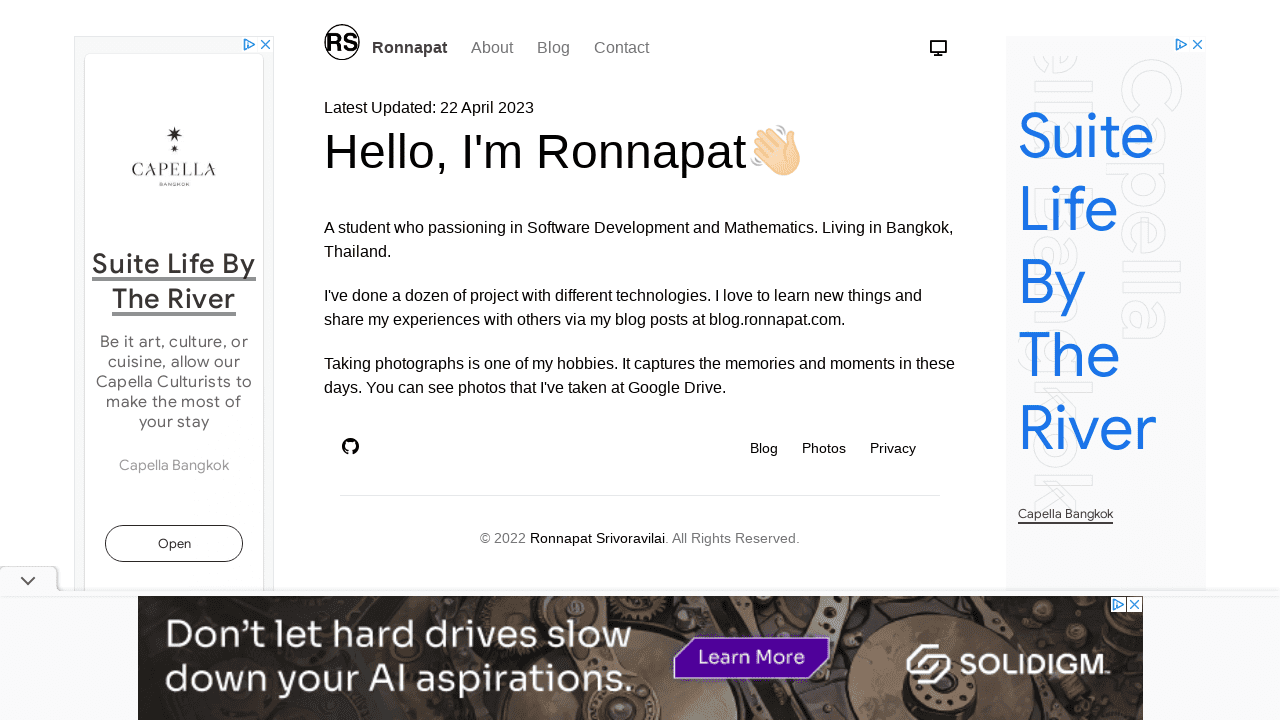 RS
Ronnapat
About
Blog
Contact
CAPELLA
BANGKOK
Suite Life By
The River
Be it art, culture, or
cuisine, allow our
Capella Culturists to
make the most of
your stay
Capella Bangkok
Open
Latest Updated: 22 April 2023
Hello, I'm Ronnapat
A student who passioning in Software Development and Mathematics. Living in Bangkok,
Thailand.
I've done a dozen of project with different technologies. I love to learn new things and
share my experiences with others via my blog posts at blog.ronnapat.com.
Taking photographs is one of my hobbies. It captures the memories and moments in these
days. You can see photos that I've taken at Google Drive.
Blog
Photos
Privacy
© 2022 Ronnapat Srivoravilai. All Rights Reserved.
Capella
ella Bangkok
Suite
Life
By
The
River
Capella Bangkok
Don't let hard drives slow
down your AI aspirations.
Learn More
SOLIDIGM